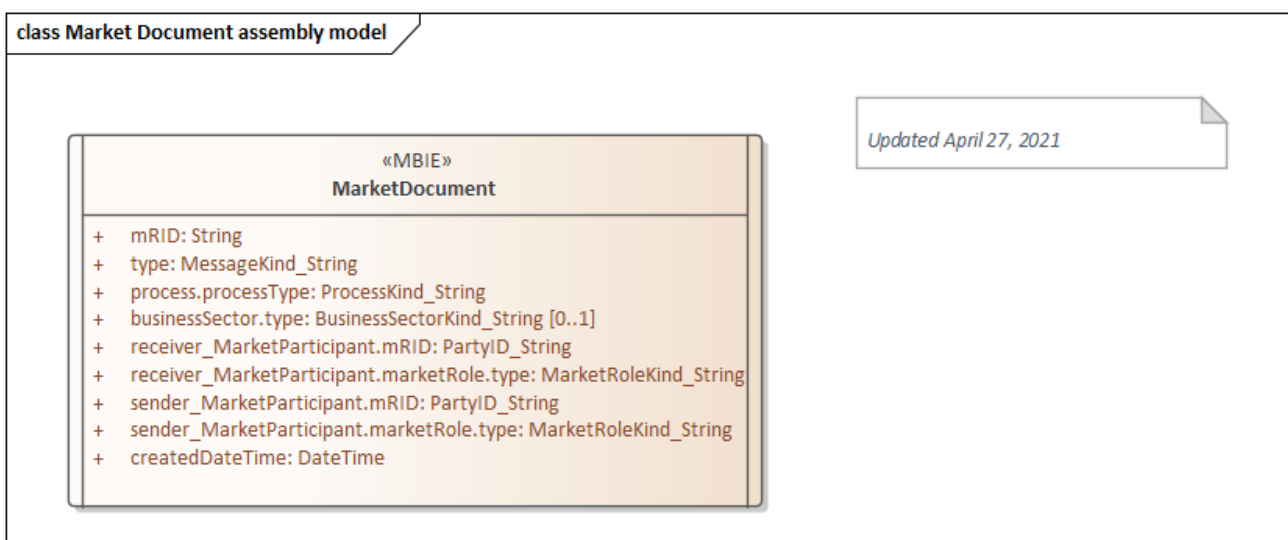 class Market Document assembly model
Updated April 27, 2021
«MBIE»
MarketDocument
+ mRID: String
+ type: MessageKind_String
+ process.processType: ProcessKind_String
+ businessSector.type: BusinessSectorKind_String [0..1]
+ receiver_MarketParticipant.mRID: PartyID_String
+ receiver_MarketParticipant.marketRole.type: MarketRoleKind_String
+ sender_MarketParticipant.mRID: PartyID_String
+ sender_MarketParticipant.marketRole.type: MarketRoleKind_String
+ createdDateTime: DateTime